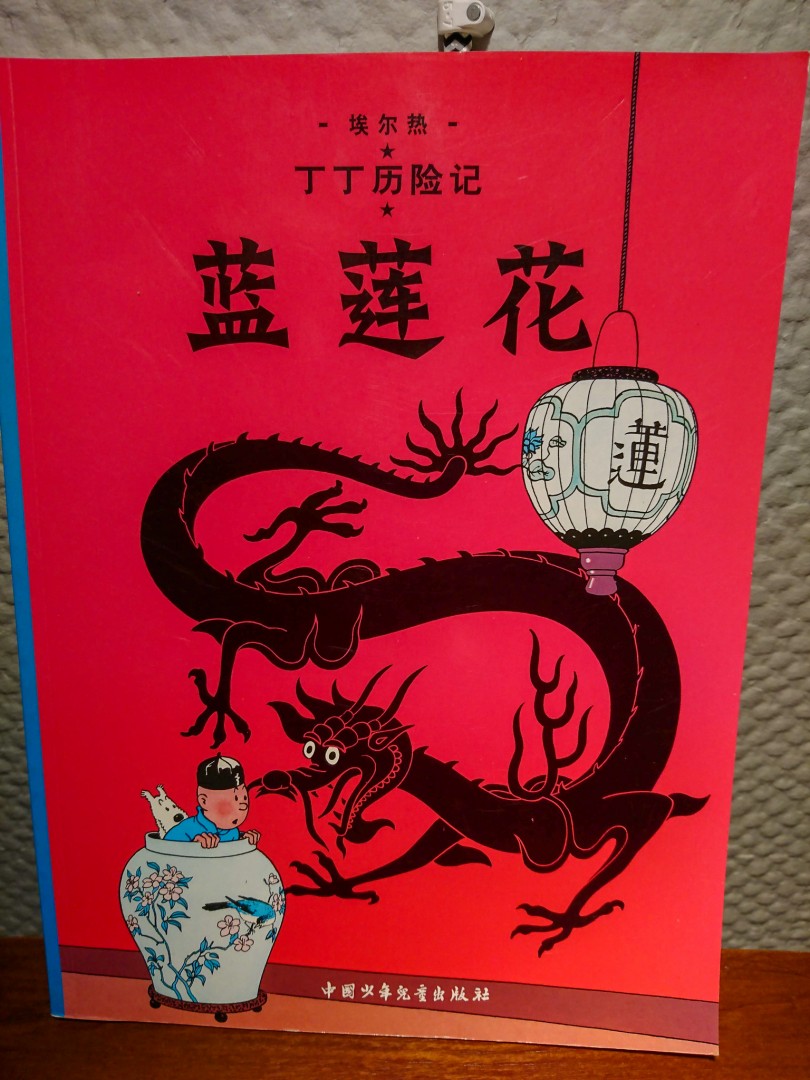 - 埃尔热 -
丁丁历险记
蓝莲花
蓮
中国少年儿童出版社